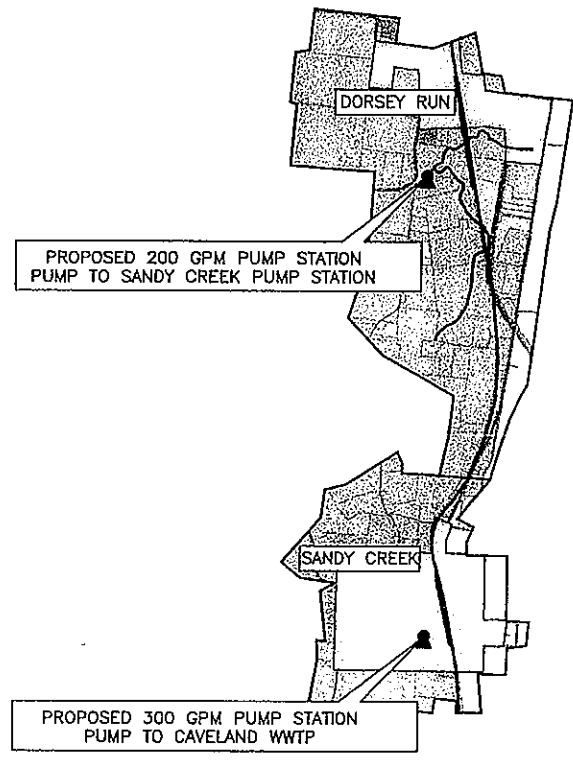 DORSEY RUN
PROPOSED 200 GPM PUMP STATION
PUMP TO SANDY CREEK PUMP STATION
SANDY CREEK
PROPOSED 300 GPM PUMP STATION
PUMP TO CAVELAND WWTP